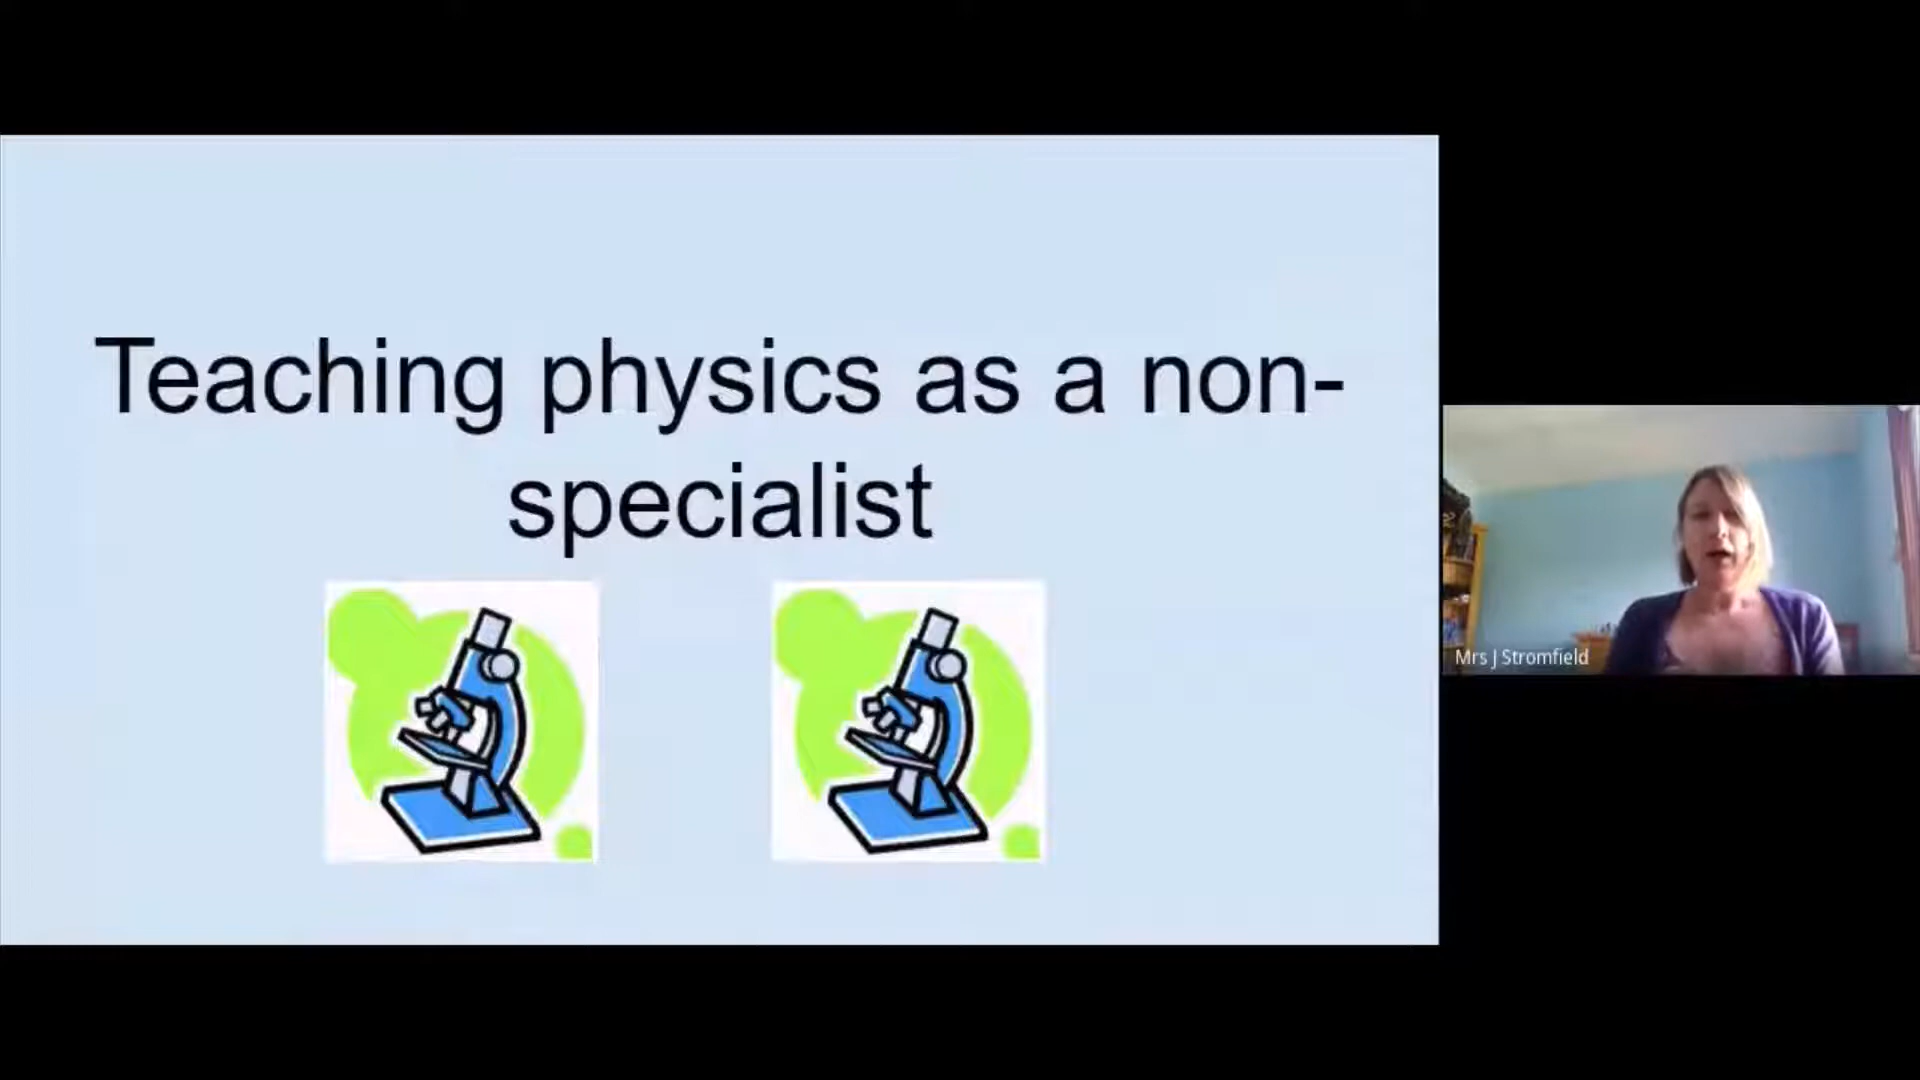 Teaching physics as a non-
specialist
Mrs J Stromfield